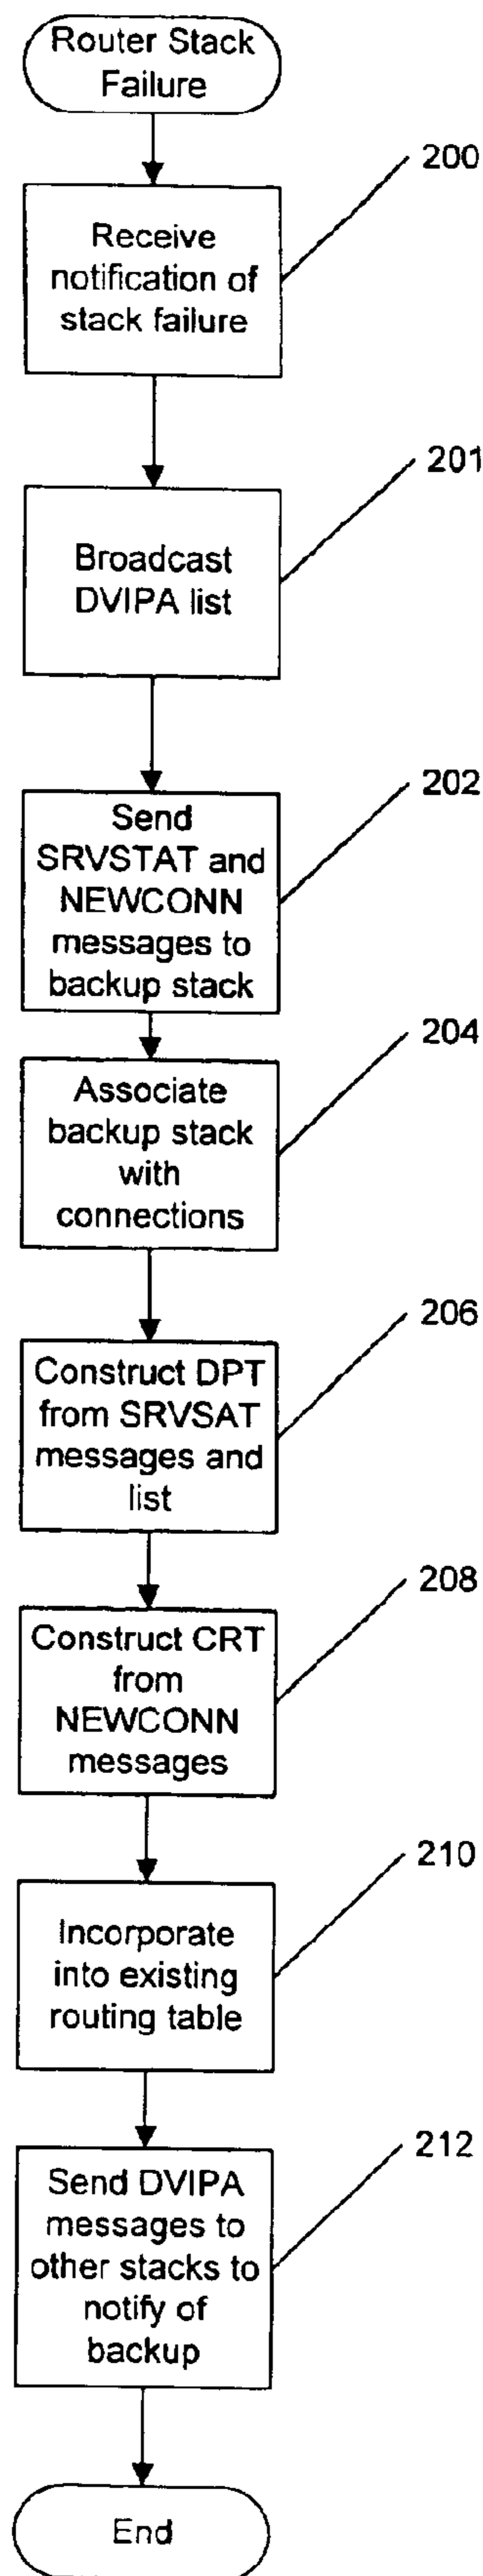 Router Stack
Failure
200
Receive
notification of
stack failure
201
Broadcast
DVIPA list
202
Send
SRVSTAT and
NEWCONN
messages to
backup stack
204
Associate
backup stack
with
connections
206
Construct DPT
from SRVSAT
messages and
list
208
Construct CRT
from
NEWCONN
messages
210
Incorporate
into existing
routing table
212
Send DVIPA
messages to
other stacks to
notify of
backup
End